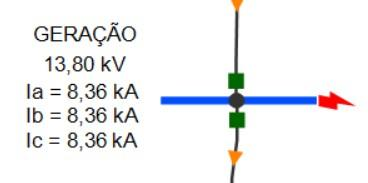 GERAÇÃO
13,80 kV
Ia = 8,36 kA
Ib = 8,36 kA
Ic = 8,36 kA